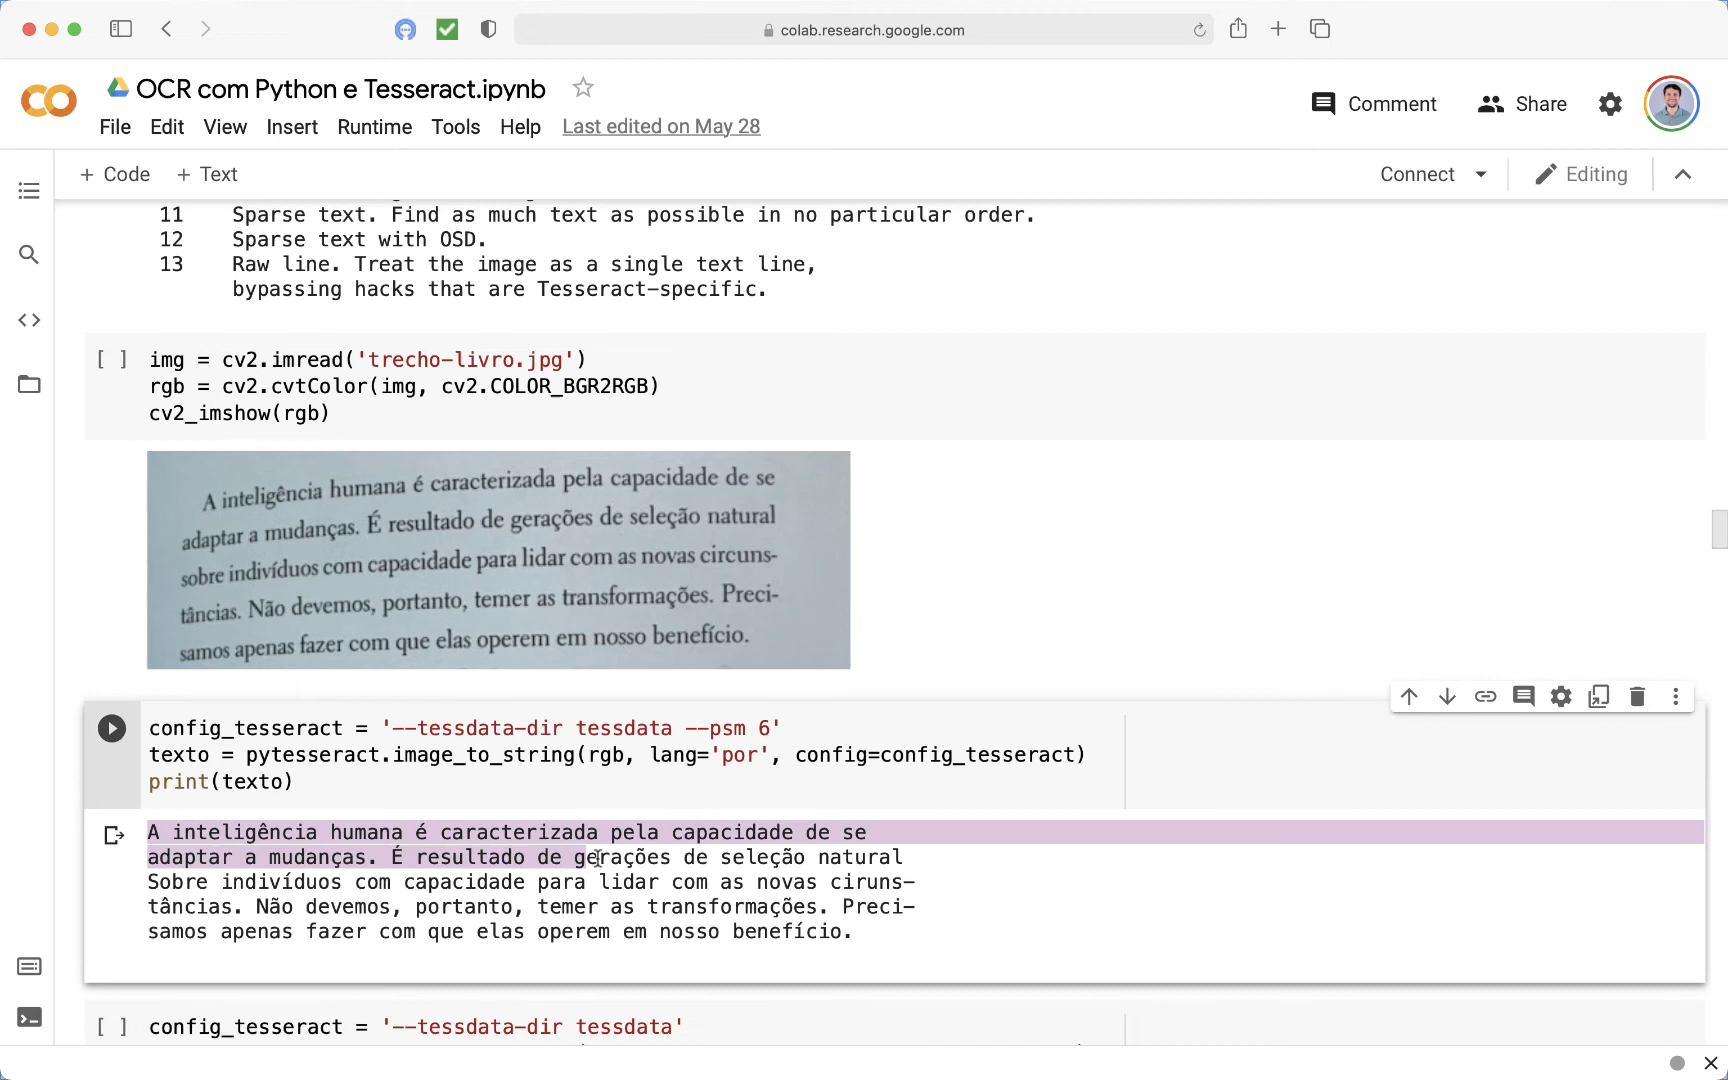 colab.research.google.com
OCR com Python e Tesseract.ipynb
Comment
Share
File Edit View Insert Runtime Tools Help Last edited on May 28
+ Code + Text
Connect
Editing
11 Sparse text. Find as much text as possible in no particular order.
12 Sparse text with OSD.
13 Raw line. Treat the image as a single text line,
bypassing hacks that are Tesseract-specific.
[ ] img = cv2.imread('trecho-livro.jpg')
rgb = cv2.cvtColor(img, cv2.COLOR_BGR2RGB)
cv2_imshow(rgb)
A inteligência humana é caracterizada pela capacidade de se
adaptar a mudanças. É resultado de gerações de seleção natural
sobre indivíduos com capacidade para lidar com as novas circuns-
tâncias. Não devemos, portanto, temer as transformações. Preci-
samos apenas fazer com que elas operem em nosso benefício.
config_tesseract = '--tessdata-dir tessdata --psm 6'
texto = pytesseract.image_to_string(rgb, lang='por', config=config_tesseract)
print(texto)
A inteligência humana é caracterizada pela capacidade de se
adaptar a mudanças. É resultado de gerações de seleção natural
Sobre indivíduos com capacidade para lidar com as novas ciruns-
tâncias. Não devemos, portanto, temer as transformações. Preci-
samos apenas fazer com que elas operem em nosso benefício.
[ ] config_tesseract = '--tessdata-dir tessdata'